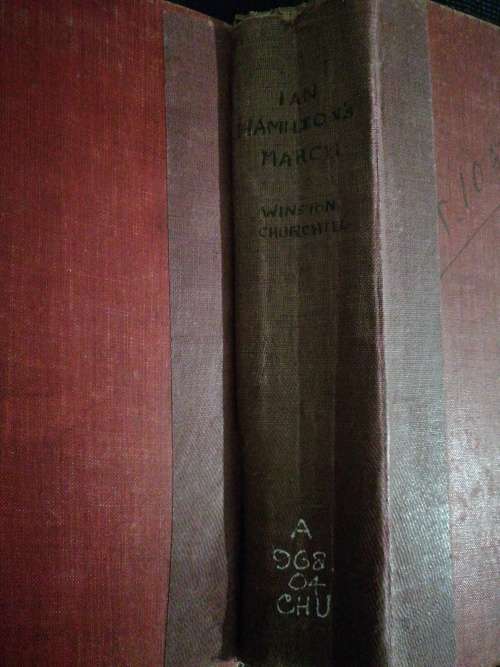 IAN
HAMILTON'S
MARCH
WINSTON
CHURCHILL
A
968.
04
CHU